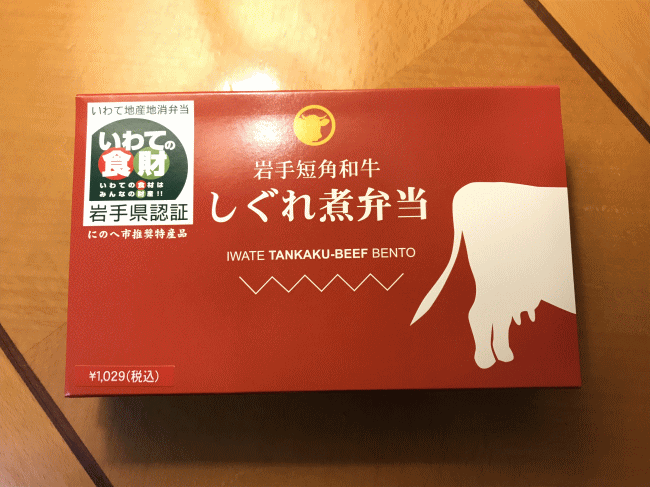 いわて地産地消弁当
いわての
食財
いわての食材は
みんなの財産!!
岩手県認証
にのへ市推奨特産品
岩手短角和牛
しぐれ煮弁当
IWATE TANKAKU-BEEF BENTO
¥1,029(税込)